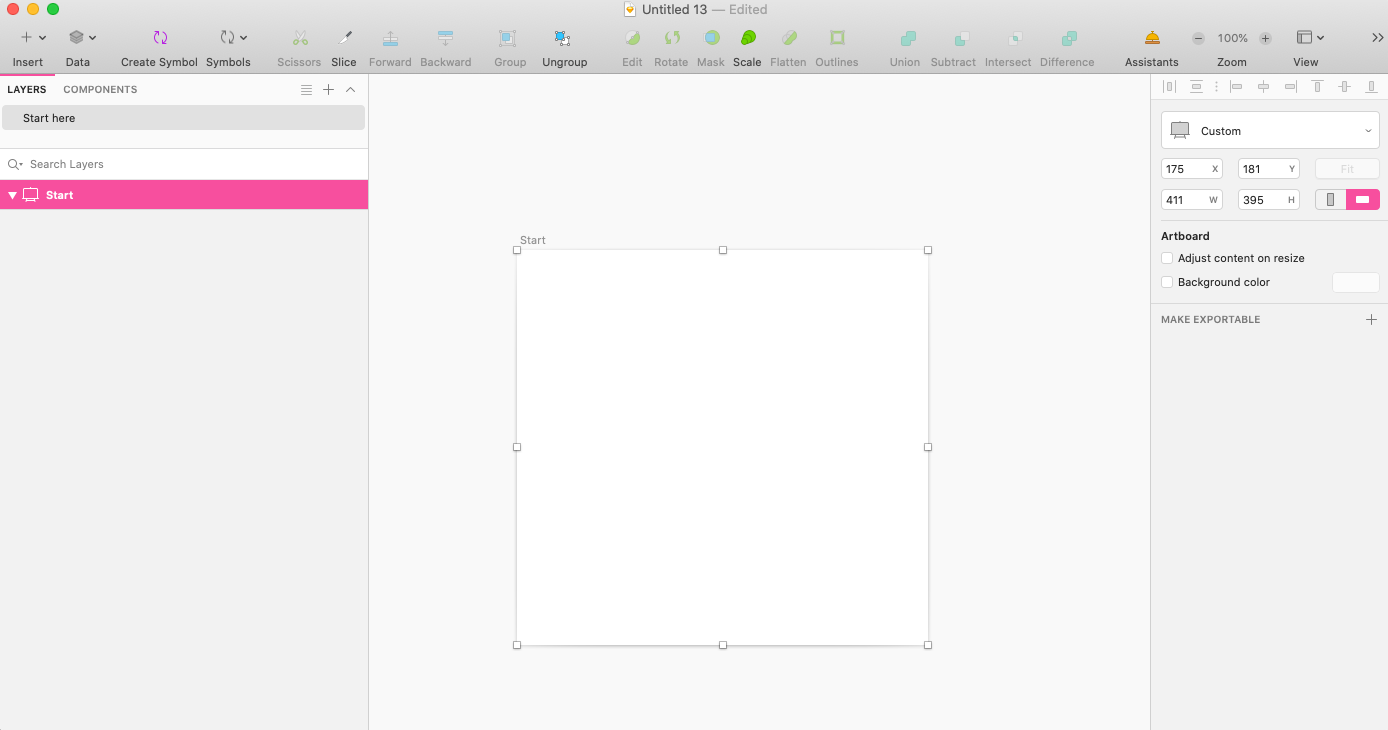 Untitled 13 — Edited
Insert Data Create Symbol Symbols Scissors Slice Forward Backward Group Ungroup Edit Rotate Mask Scale Flatten Outlines Union Subtract Intersect Difference Assistants 100% Zoom View
LAYERS COMPONENTS
Start here
Search Layers
Start
Start
Custom
175 X 181 Y Fit
411 W 395 H
Artboard
Adjust content on resize
Background color
MAKE EXPORTABLE